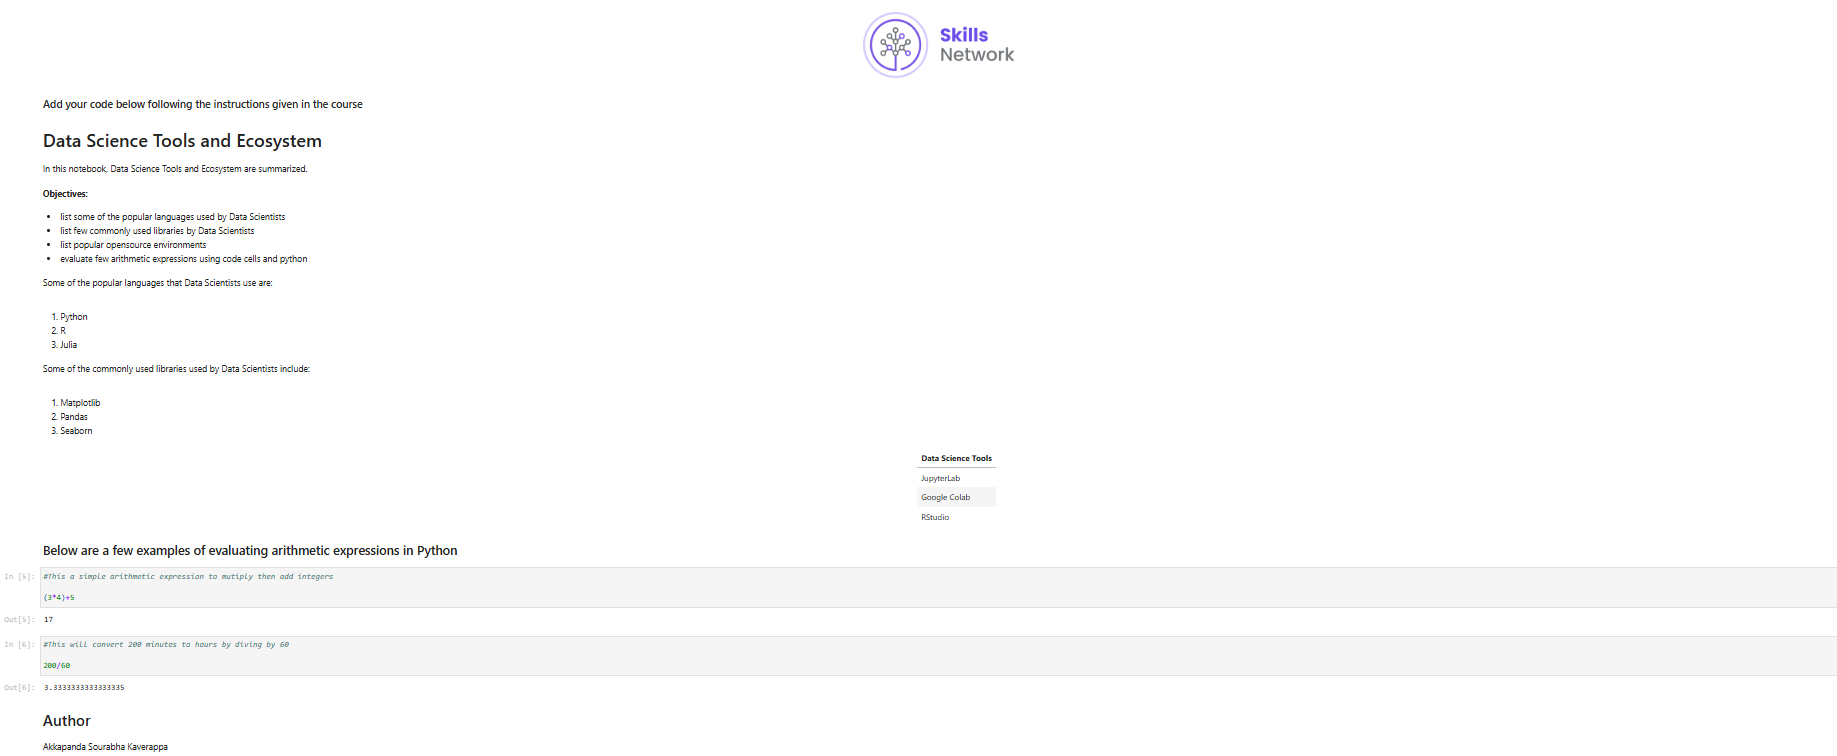 Skills
Network
Add your code below following the instructions given in the course
Data Science Tools and Ecosystem
In this notebook, Data Science Tools and Ecosystem are summarized.
Objectives:
• list some of the popular languages used by Data Scientists
• list few commonly used libraries by Data Scientists
• list popular opensource environments
• evaluate few arithmetic expressions using code cells and python
Some of the popular languages that Data Scientists use are:
1. Python
2. R
3. Julia
Some of the commonly used libraries used by Data Scientists include:
1. Matplotlib
2. Pandas
3. Seaborn
Data Science Tools
JupyterLab
Google Colab
RStudio
Below are a few examples of evaluating arithmetic expressions in Python
In [5]: #This a simple arithmetic expression to mutiply then add integers
(3*4)+5
Out[5]: 17
In [6]: #This will convert 200 minutes to hours by diving by 60
200/60
Out[6]: 3.3333333333333335
Author
Akkapanda Sourabha Kaverappa